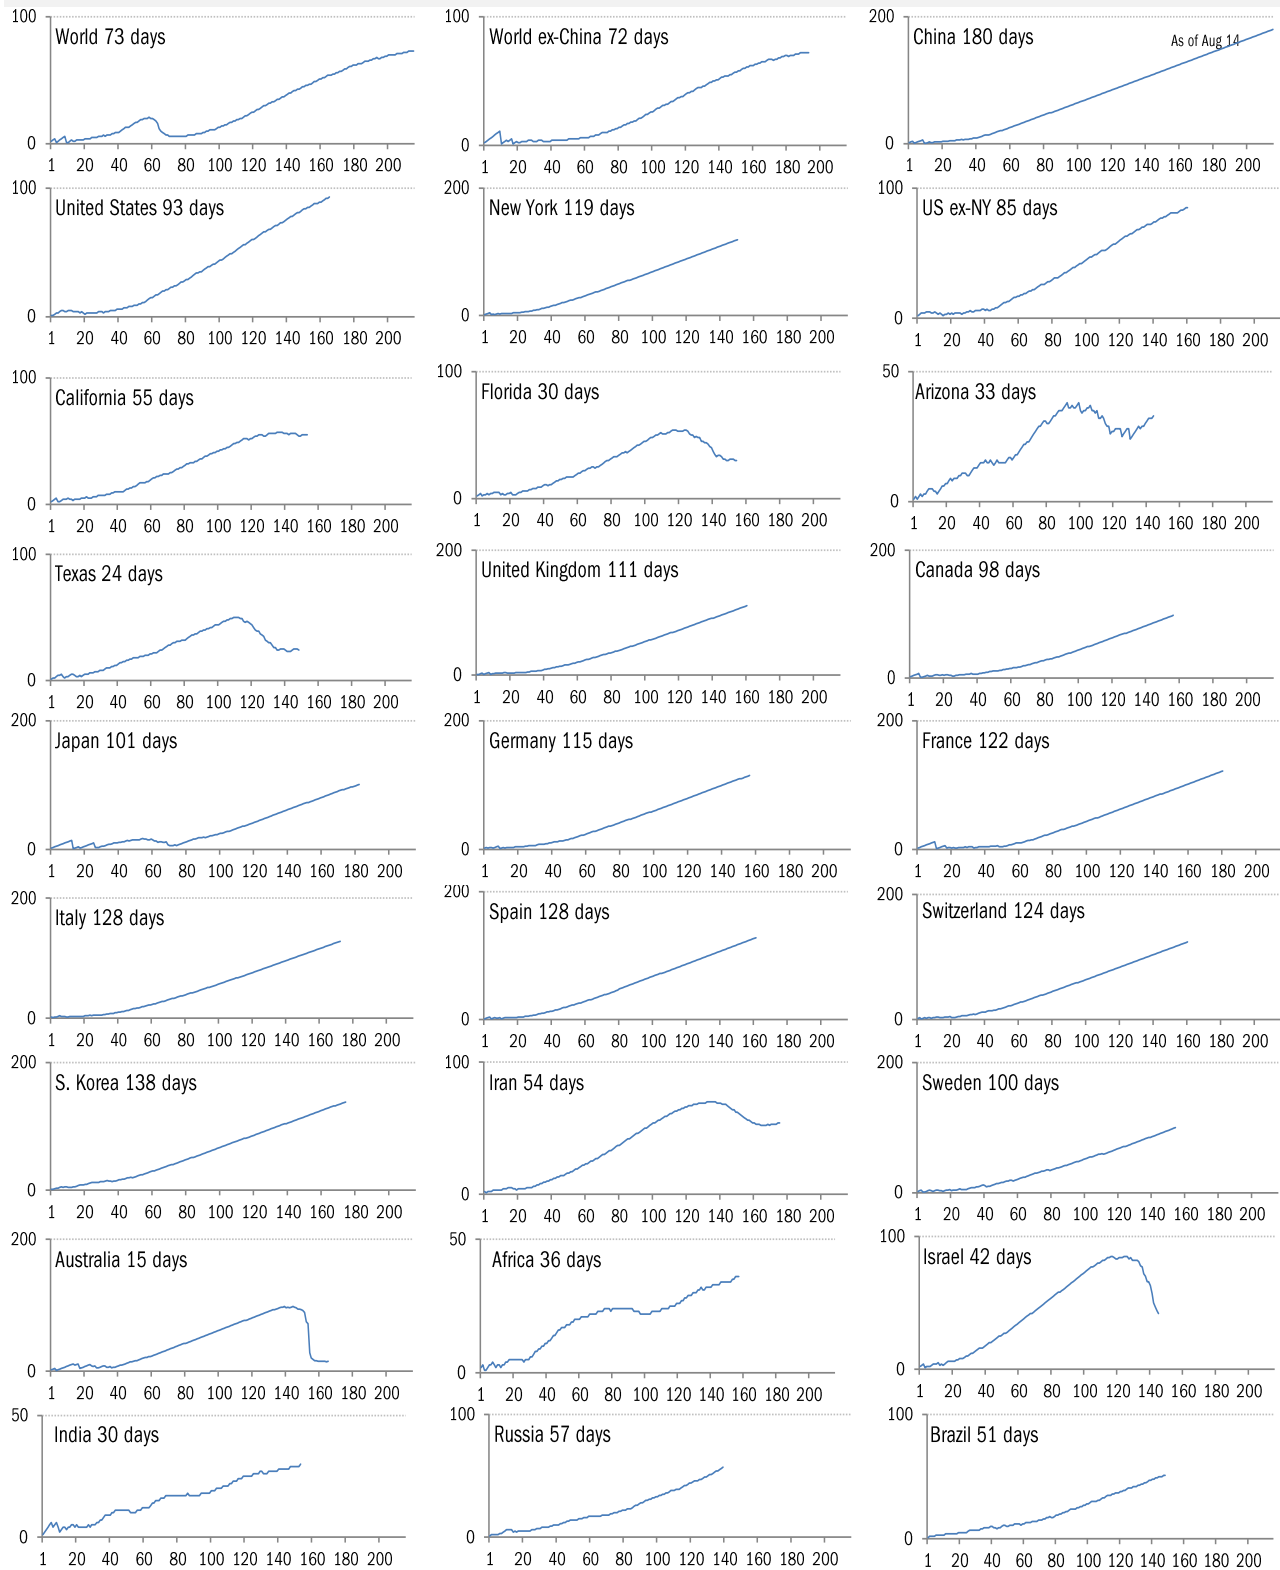 100
World 73 days
0
1 20 40 60 80 100 120 140 160 180 200
100
World ex-China 72 days
0
1 20 40 60 80 100 120 140 160 180 200
200
China 180 days
As of Aug 14
0
1 20 40 60 80 100 120 140 160 180 200
100
United States 93 days
0
1 20 40 60 80 100 120 140 160 180 200
200
New York 119 days
0
1 20 40 60 80 100 120 140 160 180 200
100
US ex-NY 85 days
0
1 20 40 60 80 100 120 140 160 180 200
100
California 55 days
0
1 20 40 60 80 100 120 140 160 180 200
100
Florida 30 days
0
1 20 40 60 80 100 120 140 160 180 200
50
Arizona 33 days
0
1 20 40 60 80 100 120 140 160 180 200
100
Texas 24 days
0
1 20 40 60 80 100 120 140 160 180 200
200
United Kingdom 111 days
0
1 20 40 60 80 100 120 140 160 180 200
200
Canada 98 days
0
1 20 40 60 80 100 120 140 160 180 200
200
Japan 101 days
0
1 20 40 60 80 100 120 140 160 180 200
200
Germany 115 days
0
1 20 40 60 80 100 120 140 160 180 200
200
France 122 days
0
1 20 40 60 80 100 120 140 160 180 200
200
Italy 128 days
0
1 20 40 60 80 100 120 140 160 180 200
200
Spain 128 days
0
1 20 40 60 80 100 120 140 160 180 200
200
Switzerland 124 days
0
1 20 40 60 80 100 120 140 160 180 200
200
S. Korea 138 days
0
1 20 40 60 80 100 120 140 160 180 200
100
Iran 54 days
0
1 20 40 60 80 100 120 140 160 180 200
200
Sweden 100 days
0
1 20 40 60 80 100 120 140 160 180 200
200
Australia 15 days
0
1 20 40 60 80 100 120 140 160 180 200
50
Africa 36 days
0
1 20 40 60 80 100 120 140 160 180 200
100
Israel 42 days
0
1 20 40 60 80 100 120 140 160 180 200
50
India 30 days
0
1 20 40 60 80 100 120 140 160 180 200
100
Russia 57 days
0
1 20 40 60 80 100 120 140 160 180 200
100
Brazil 51 days
0
1 20 40 60 80 100 120 140 160 180 200